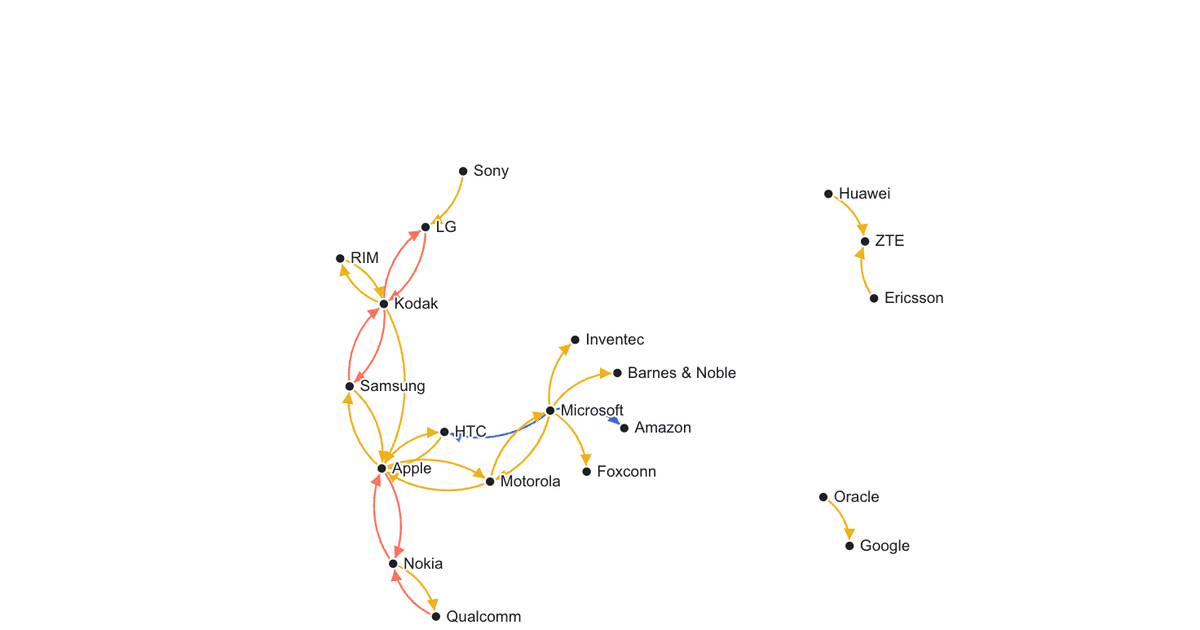 Sony
Huawei
LG
ZTE
RIM
Ericsson
Kodak
Inventec
Barnes & Noble
Samsung
Microsoft
Amazon
HTC
Apple
Foxconn
Motorola
Oracle
Google
Nokia
Qualcomm